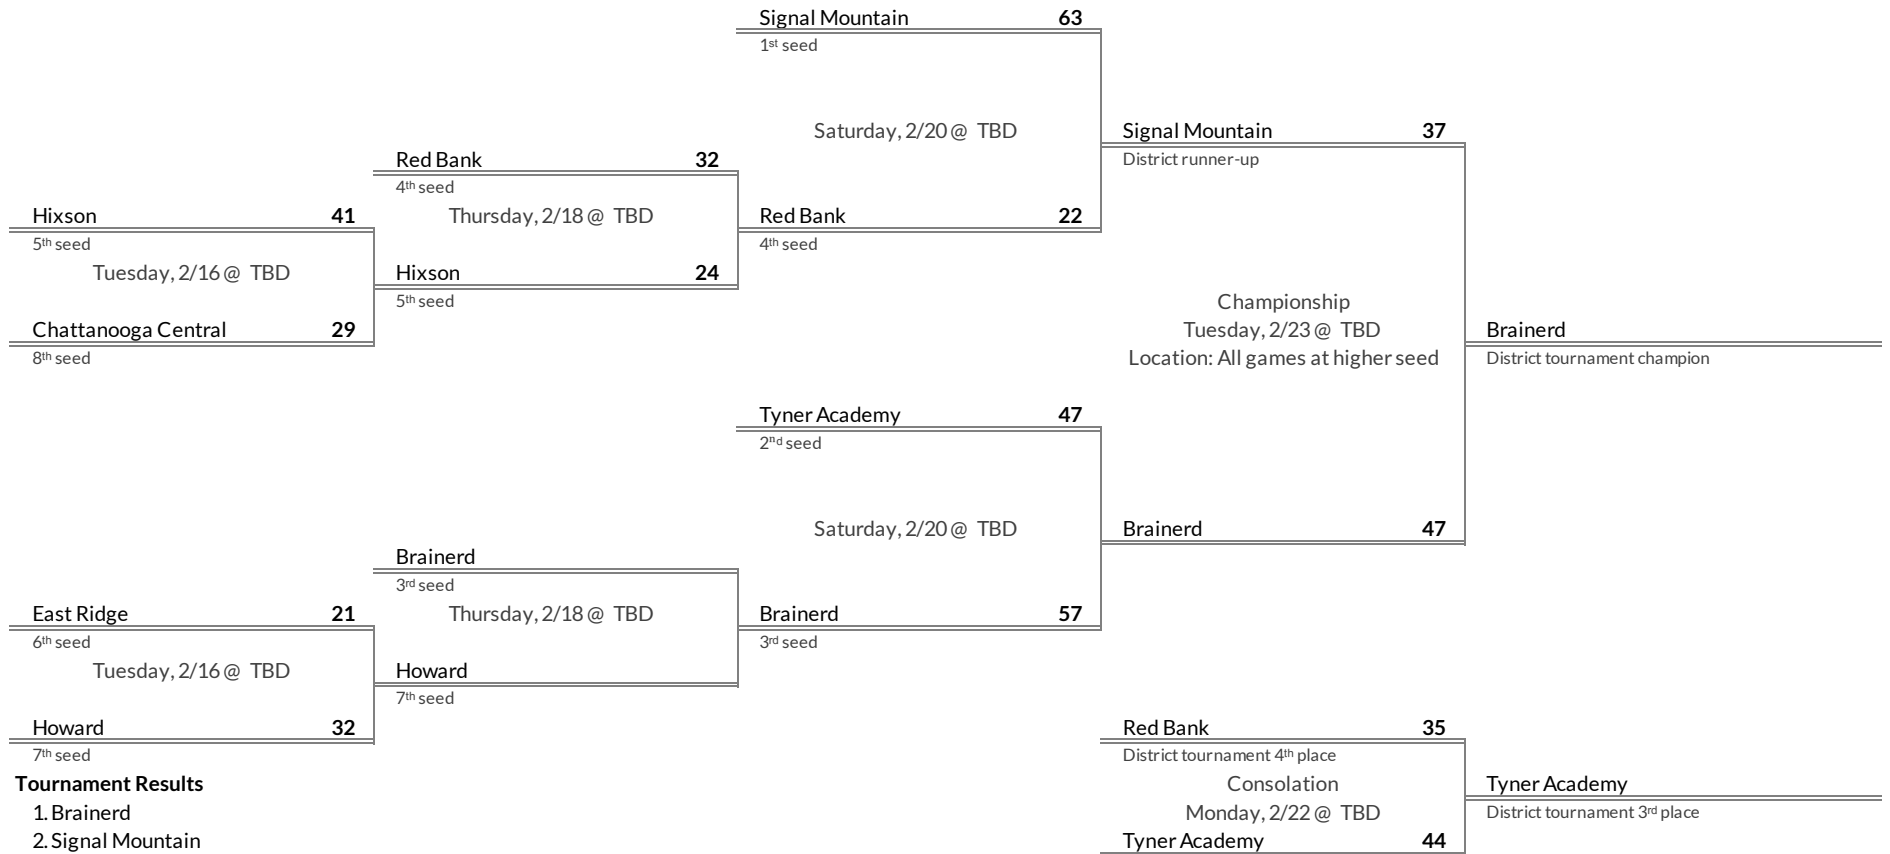 Signal Mountain 63
1st seed
Saturday, 2/20 @ TBD
Signal Mountain 37
District runner-up
Red Bank 32
4th seed
Thursday, 2/18 @ TBD
Hixson 41
5th seed
Tuesday, 2/16 @ TBD
Red Bank 22
4th seed
Hixson 24
5th seed
Chattanooga Central 29
8th seed
Championship
Tuesday, 2/23 @ TBD
Location: All games at higher seed
Brainerd
District tournament champion
Tyner Academy 47
2nd seed
Saturday, 2/20 @ TBD
Brainerd 47
Brainerd
3rd seed
Thursday, 2/18 @ TBD
East Ridge 21
6th seed
Tuesday, 2/16 @ TBD
Brainerd 57
3rd seed
Howard
7th seed
Howard 32
7th seed
Red Bank 35
District tournament 4th place
Consolation
Monday, 2/22 @ TBD
Tyner Academy 44
Tyner Academy
District tournament 3rd place
Tournament Results
1. Brainerd
2. Signal Mountain